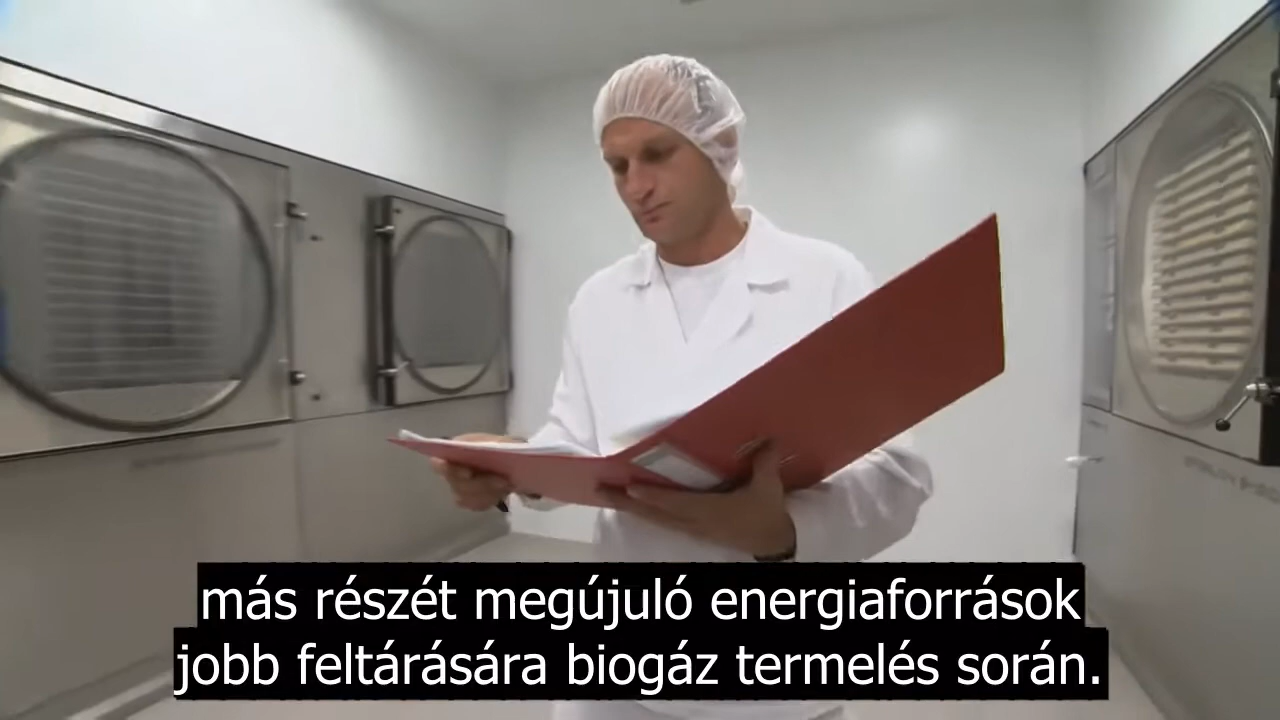 más részét megújuló energiaforrások
jobb feltárására biogáz termelés során.